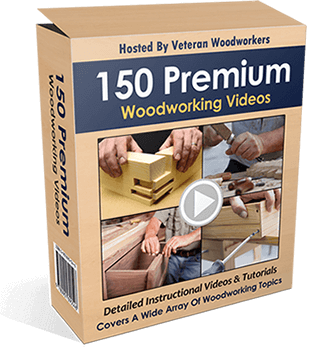 Hosted By Veteran Woodworkers
150 Premium
Woodworking Videos
Detailed Instructional Videos & Tutorials
Covers A Wide Array Of Woodworking Topics
150 Premium
Woodworking Videos